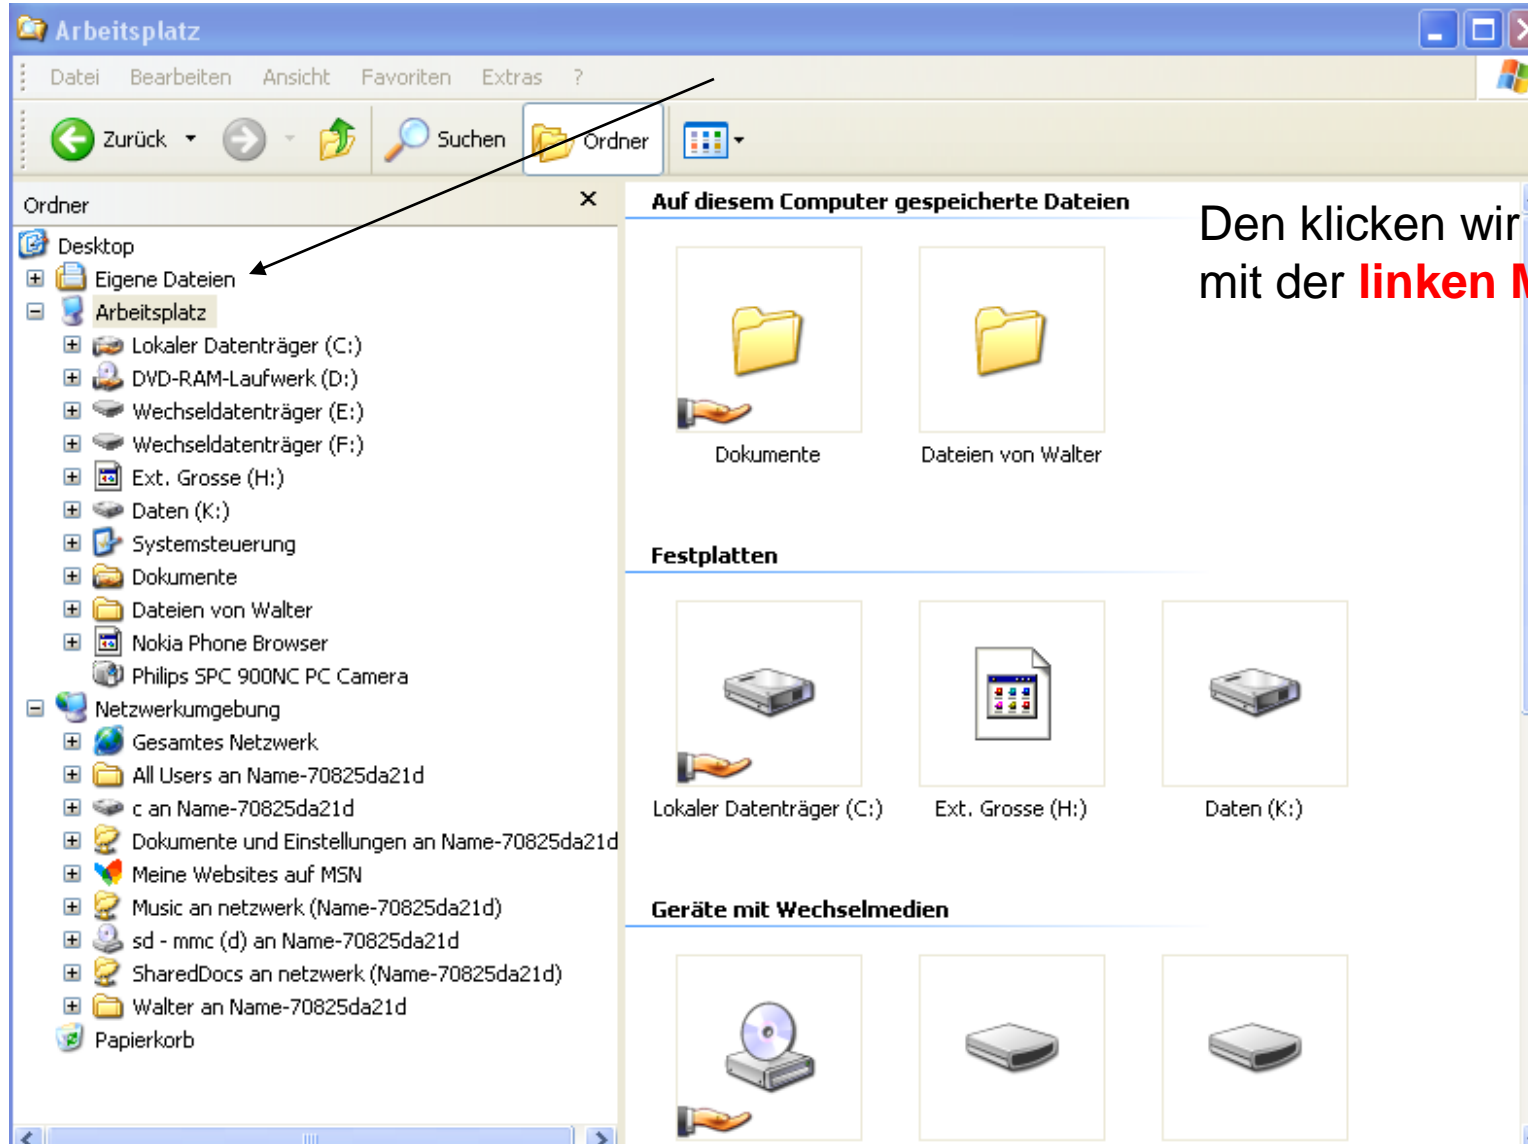 Arbeitsplatz
Datei Bearbeiten Ansicht Favoriten Extras ?
Zurück Suchen Ordner
Ordner
Desktop
Eigene Dateien
Arbeitsplatz
Lokaler Datenträger (C:)
DVD-RAM-Laufwerk (D:)
Wechseldatenträger (E:)
Wechseldatenträger (F:)
Ext. Grosse (H:)
Daten (K:)
Systemsteuerung
Dokumente
Dateien von Walter
Nokia Phone Browser
Philips SPC 900NC PC Camera
Netzwerkumgebung
Gesamtes Netzwerk
All Users an Name-70825da21d
c an Name-70825da21d
Dokumente und Einstellungen an Name-70825da21d
Meine Websites auf MSN
Music an netzwerk (Name-70825da21d)
sd - mmc (d) an Name-70825da21d
SharedDocs an netzwerk (Name-70825da21d)
Walter an Name-70825da21d
Papierkorb
Auf diesem Computer gespeicherte Dateien
Dokumente Dateien von Walter
Festplatten
Lokaler Datenträger (C:) Ext. Grosse (H:) Daten (K:)
Geräte mit Wechselmedien
Den klicken wir
mit der linken